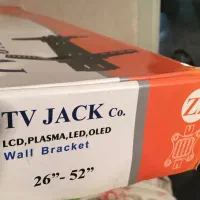 TV JACK Co.
LCD,PLASMA,LED,OLED
Wall Bracket
26"- 52"